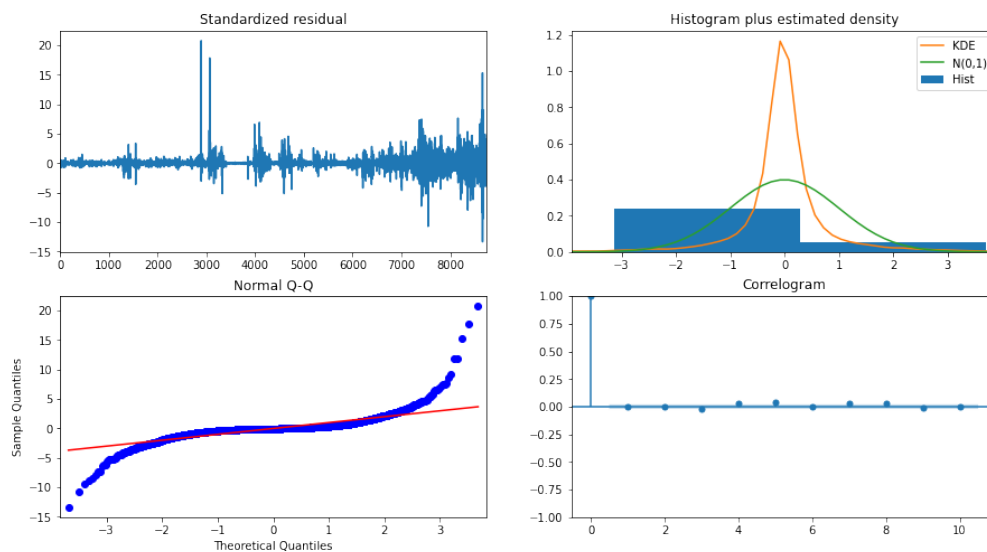 Standardized residual
20
15
10
5
0
−5
−10
−15
0 1000 2000 3000 4000 5000 6000 7000 8000
Histogram plus estimated density
1.2
1.0
0.8
0.6
0.4
0.2
0.0
KDE
N(0,1)
Hist
−3 −2 −1 0 1 2 3
Normal Q-Q
Sample Quantiles
20
15
10
5
0
−5
−10
−15
−3 −2 −1 0 1 2 3
Theoretical Quantiles
Correlogram
1.00
0.75
0.50
0.25
0.00
−0.25
−0.50
−0.75
−1.00
0 2 4 6 8 10